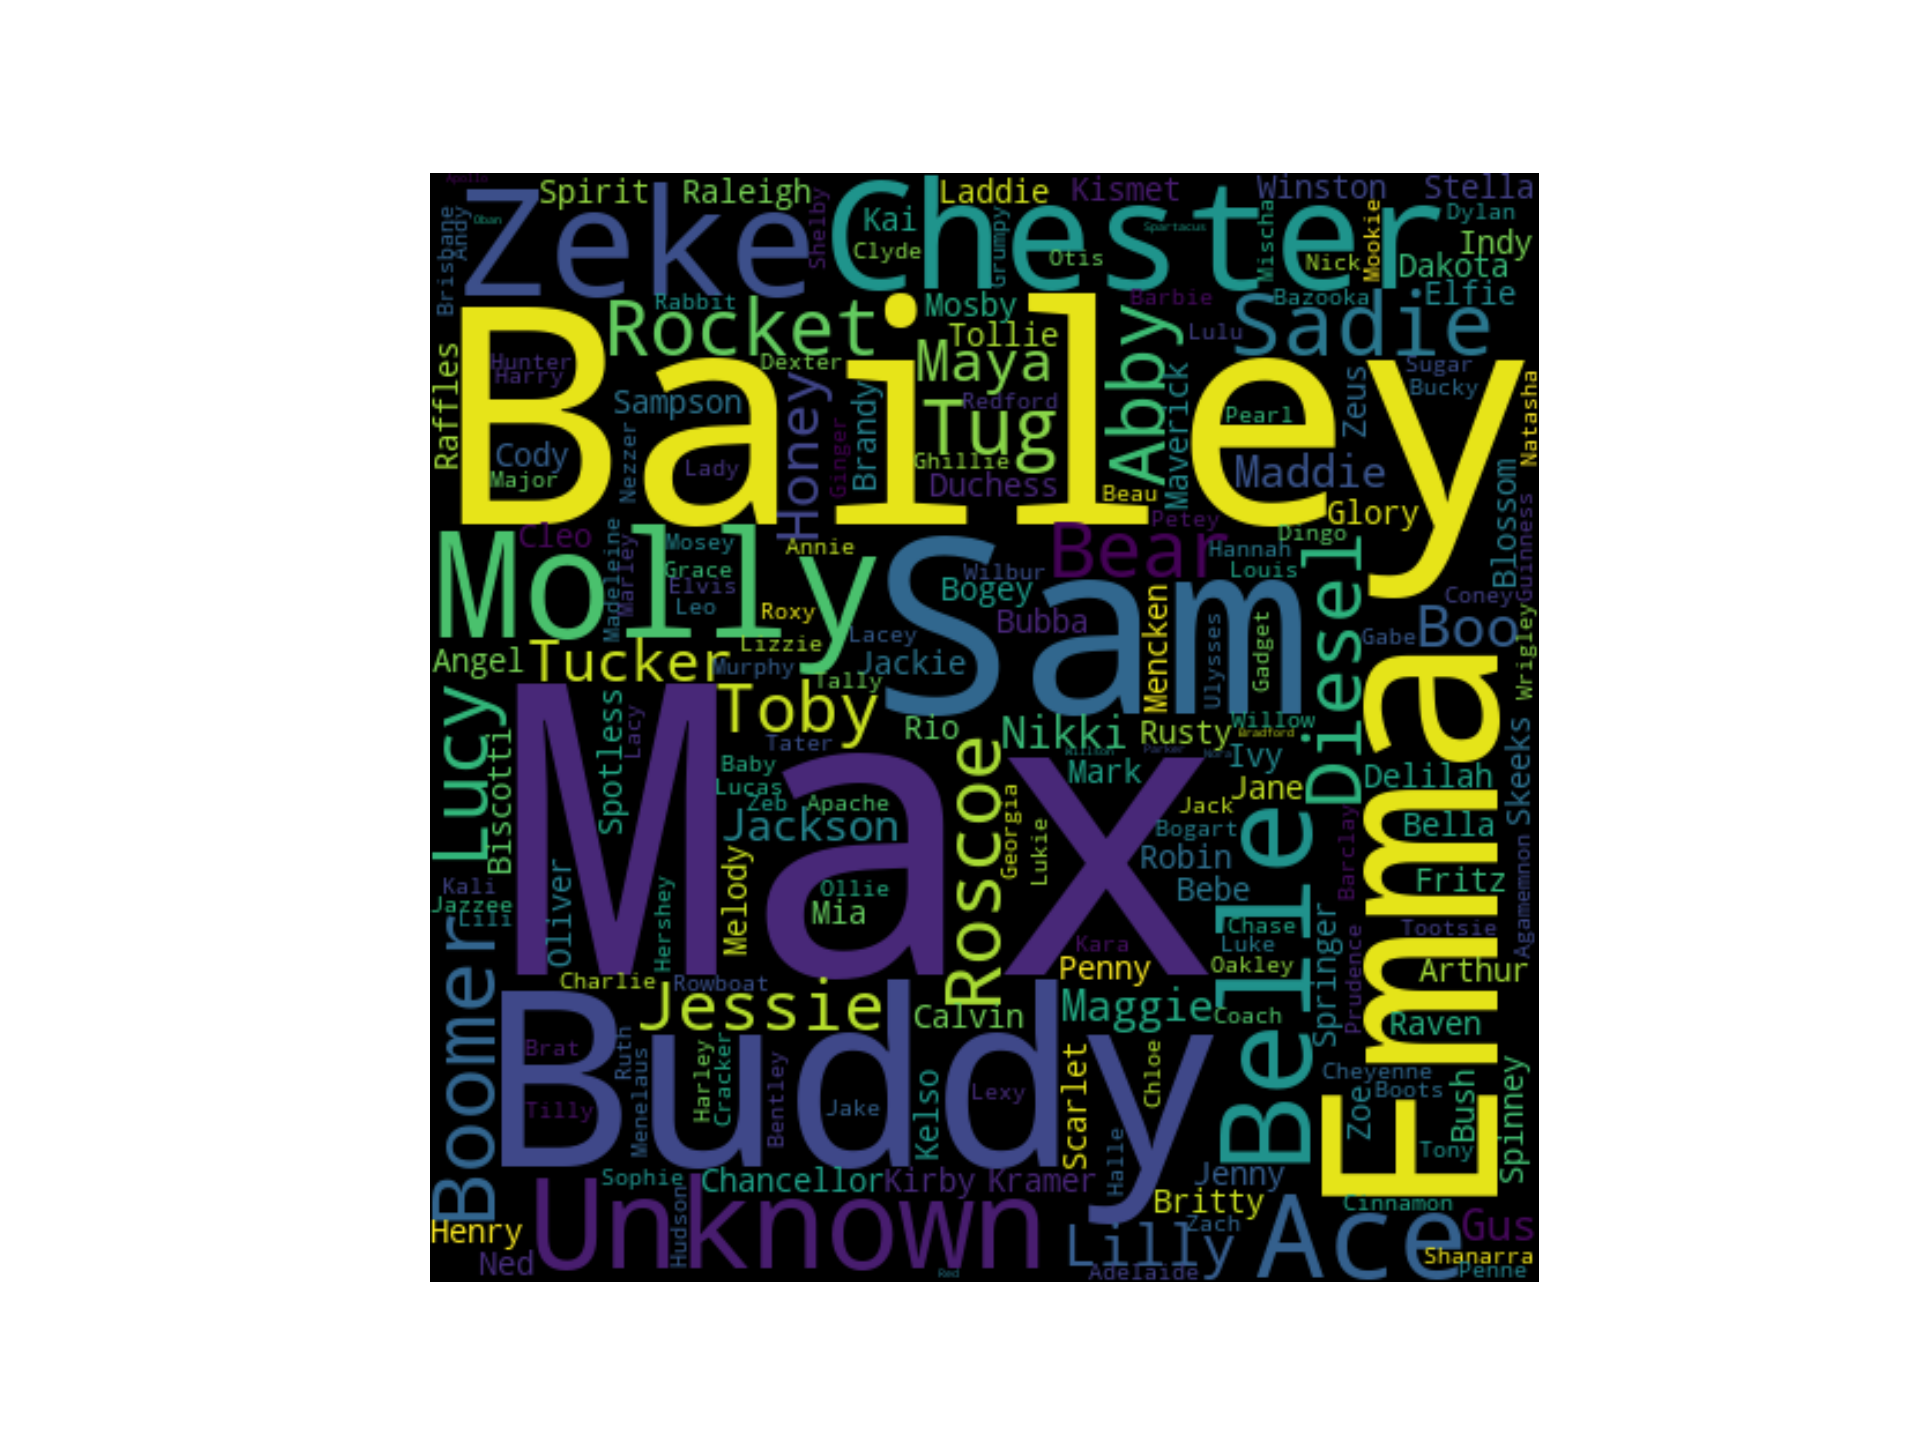 Apollo
Zeke
Spirit
Raleigh
Shelby
Chester
Laddie
Kismet
Winston
Stella
Brisbane
Andy
Oban
Kai
Clyde
Grumpy
Spartacus
Otis
Mischa
Nick
Mookie
Dylan
Indy
Dakota
Bailey
Rabbit
Rocket
Mosby
Barbie
Bazooka
Elfie
Tollie
Lulu
Sadie
Raffles
Hunter
Harry
Dexter
Maya
Abby
Maverick
Sugar
Bucky
Zeus
Natasha
Sampson
Honey
Brandy
Redford
Tug
Pearl
Cody
Major
Nezzer
Lady
Ginger
Ghillie
Duchess
Beau
Maddie
Glory
Blossom
Guinness
Molly
Cleo
Madeleine
Marley
Mosey
Grace
Elvis
Leo
Annie
Roxy
Sam
Wilbur
Bear
Petey
Hannah
Dingo
Louis
Bogey
Bubba
Mencken
Ulysses
Gadget
Diesel
Coney
Gabe
Boo
Wrigley
Angel
Tucker
Lizzie
Murphy
Lacey
Jackie
Tally
Lucy
Biscotti
Spotless
Lacy
Max
Toby
Rio
Nikki
Rusty
Willow
Bradford
Tater
Roscoe
Willson
Parker
Nora
Mark
Ivy
Emma
Delilah
Skeeks
Baby
Lucas
Zeb
Apache
Jackson
Georgia
Lukie
Jack
Jane
Bogart
Robin
Bebe
Belle
Barclay
Bella
Fritz
Agamemnon
Kali
Jazzee
Lili
Oliver
Hershey
Melody
Ollie
Mia
Kara
Penny
Chase
Luke
Oakley
Springer
Prudence
Tootsie
Arthur
Boomer
Charlie
Rowboat
Jessie
Calvin
Maggie
Coach
Raven
Buddy
Brat
Tilly
Ruth
Menelaus
Harley
Cracker
Bentley
Jake
Kelso
Lexy
Scarlet
Chloe
Cheyenne
Boots
Zoe
Bush
Tony
Spinney
Sophie
Chancellor
Kirby
Kramer
Halle
Jenny
Britty
Cinnamon
Henry
Ned
Unknown
Hudson
Red
Lilly
Zach
Adelaide
Ace
Gus
Shanarra
Penne